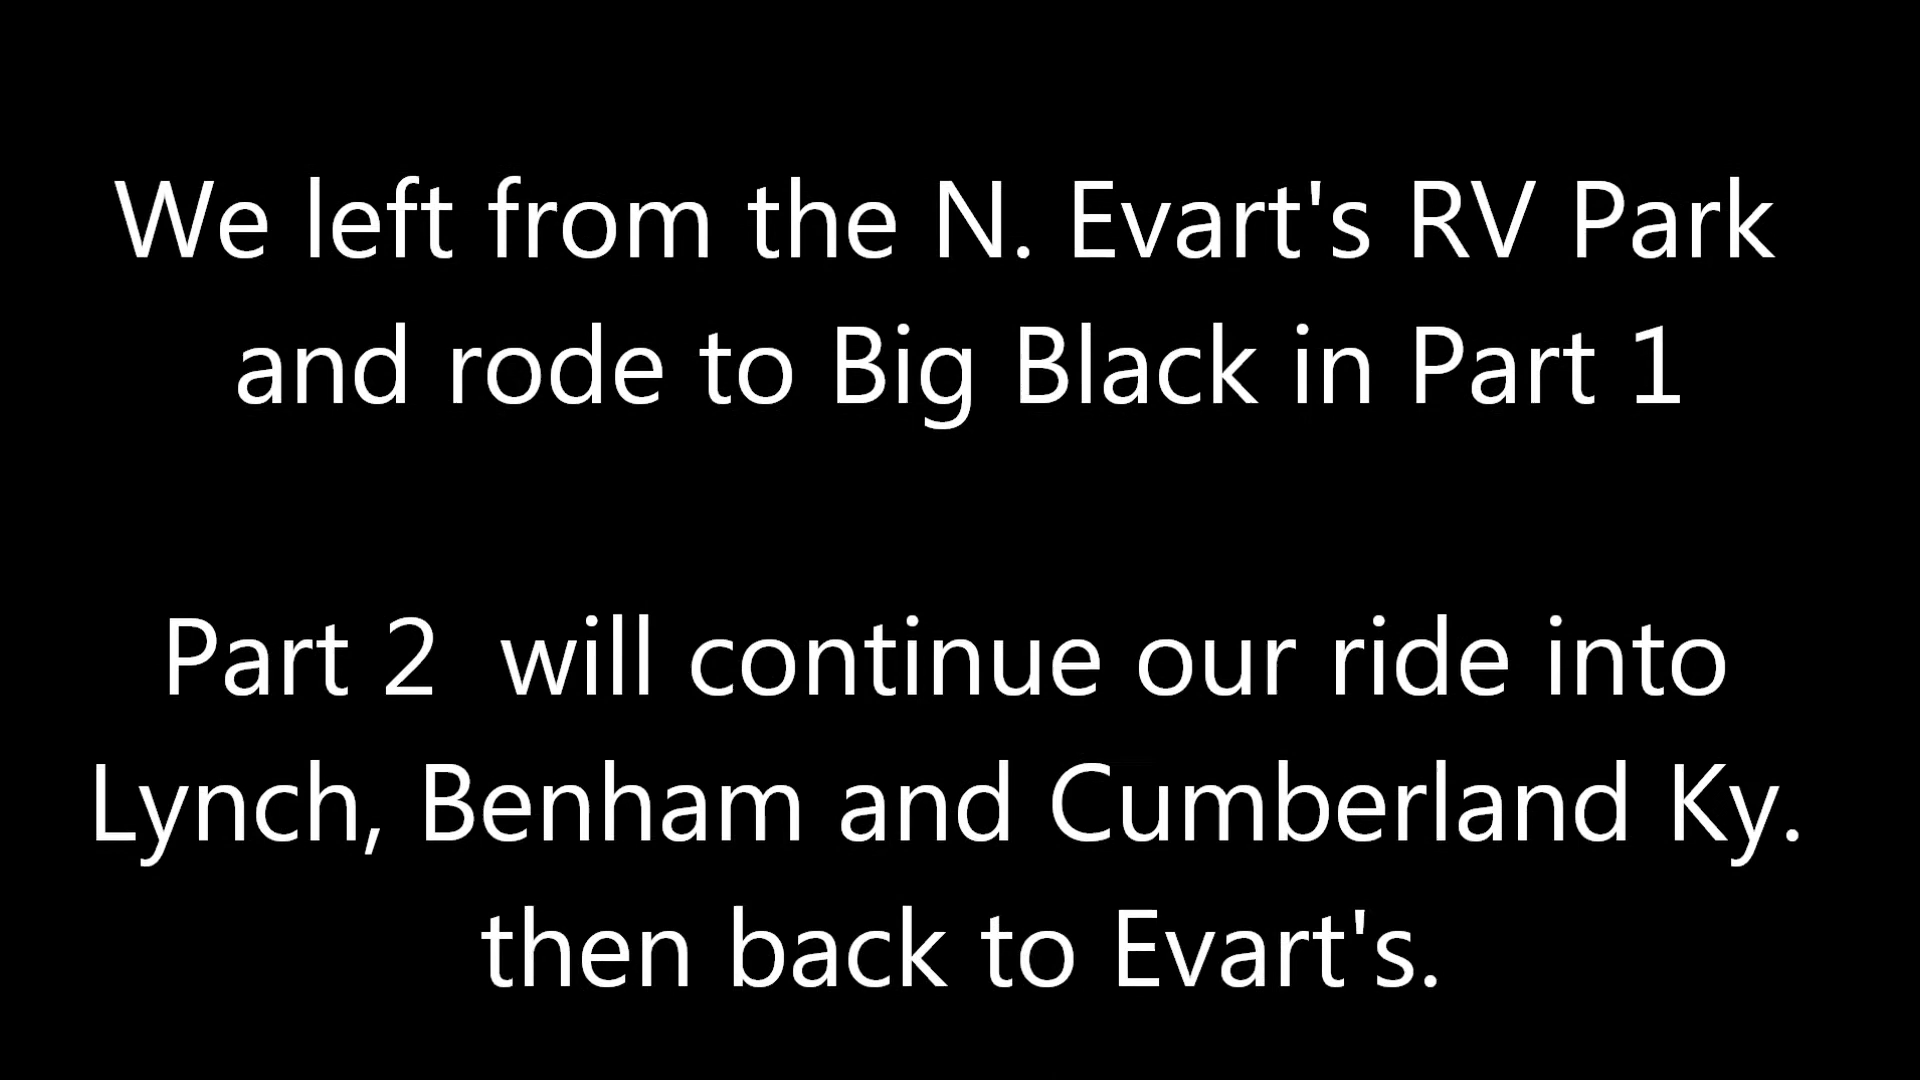 We left from the N. Evart's RV Park
and rode to Big Black in Part 1
Part 2  will continue our ride into
Lynch, Benham and Cumberland Ky.
then back to Evart's.